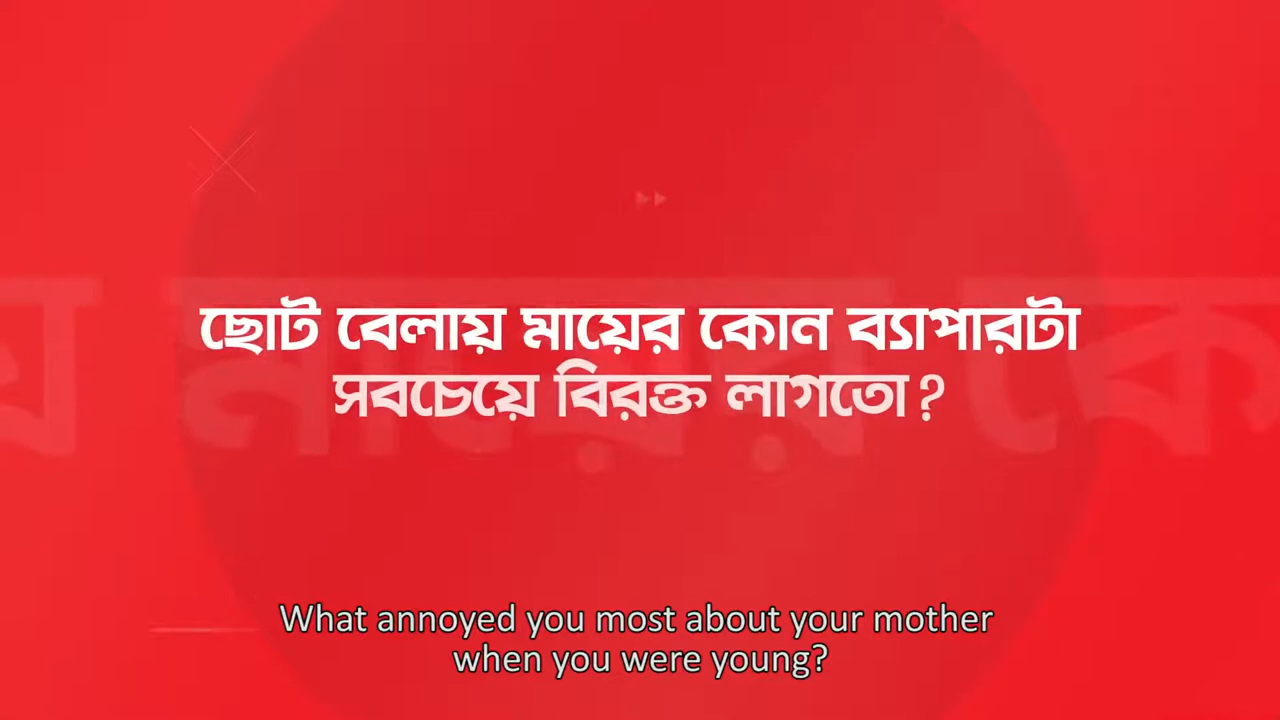 ছোট বেলায় মায়ের কোন ব্যাপারটা
সবচেয়ে বিরক্ত লাগতো?
What annoyed you most about your mother
when you were young?